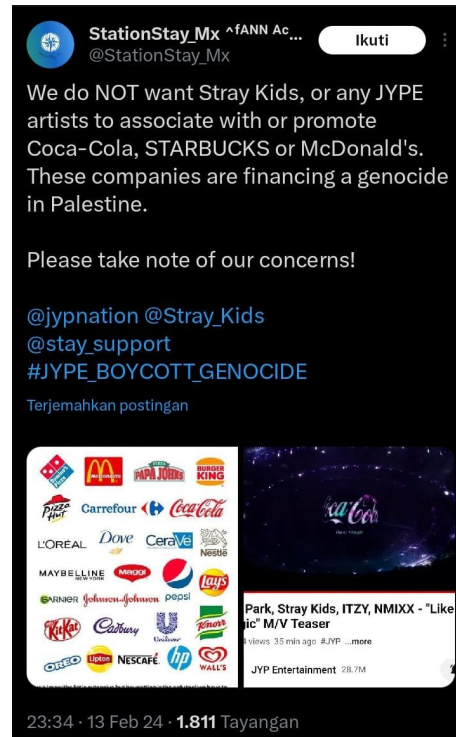 StationStay_Mx ^fANN Ac...
@StationStay_Mx
Ikuti
We do NOT want Stray Kids, or any JYPE
artists to associate with or promote
Coca-Cola, STARBUCKS or McDonald's.
These companies are financing a genocide
in Palestine.
Please take note of our concerns!
@jypnation @Stray_Kids
@stay_support
#JYPE_BOYCOTT_GENOCIDE
Terjemahkan postingan
Domino's Pizza
McDonald's
PAPA JOHNS
BURGER KING
Pizza Hut
Carrefour
Coca-Cola
L'ORÉAL
Dove
CeraVe
Nestlé
MAYBELLINE
NEW YORK
MAGGI
pepsi
Lay's
GARNIER
Johnson & Johnson
KitKat
Cadbury
Unilever
Knorr
OREO
Lipton
NESCAFÉ
hp
WALL'S
Park, Stray Kids, ITZY, NMIXX - "Like
gic" M/V Teaser
views 35 min ago #JYP ...more
JYP Entertainment 28.7M
23:34 · 13 Feb 24 · 1.811 Tayangan